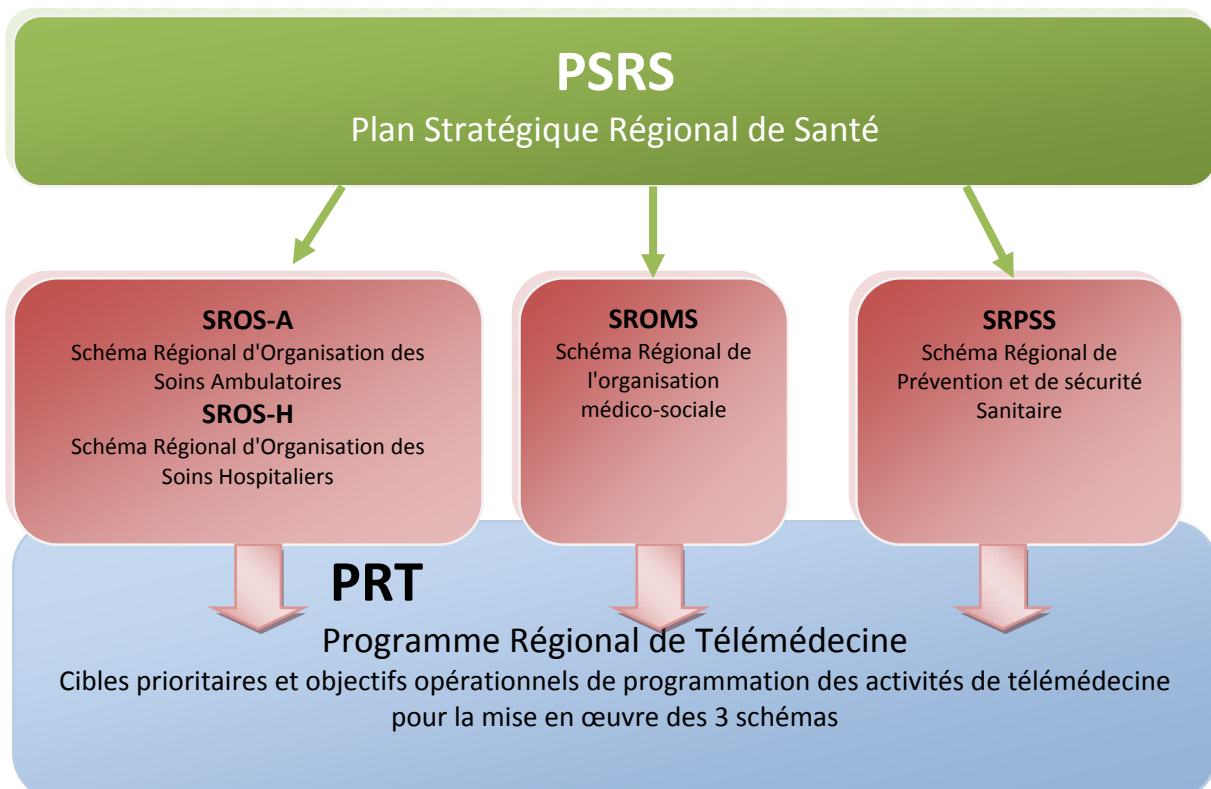 PSRS
Plan Stratégique Régional de Santé
SROS-A
Schéma Régional d'Organisation des
Soins Ambulatoires
SROS-H
Schéma Régional d'Organisation des
Soins Hospitaliers
SROMS
Schéma Régional de
l'organisation
médico-sociale
SRPSS
Schéma Régional de
Prévention et de sécurité
Sanitaire
PRT
Programme Régional de Télémédecine
Cibles prioritaires et objectifs opérationnels de programmation des activités de télémédecine
pour la mise en œuvre des 3 schémas